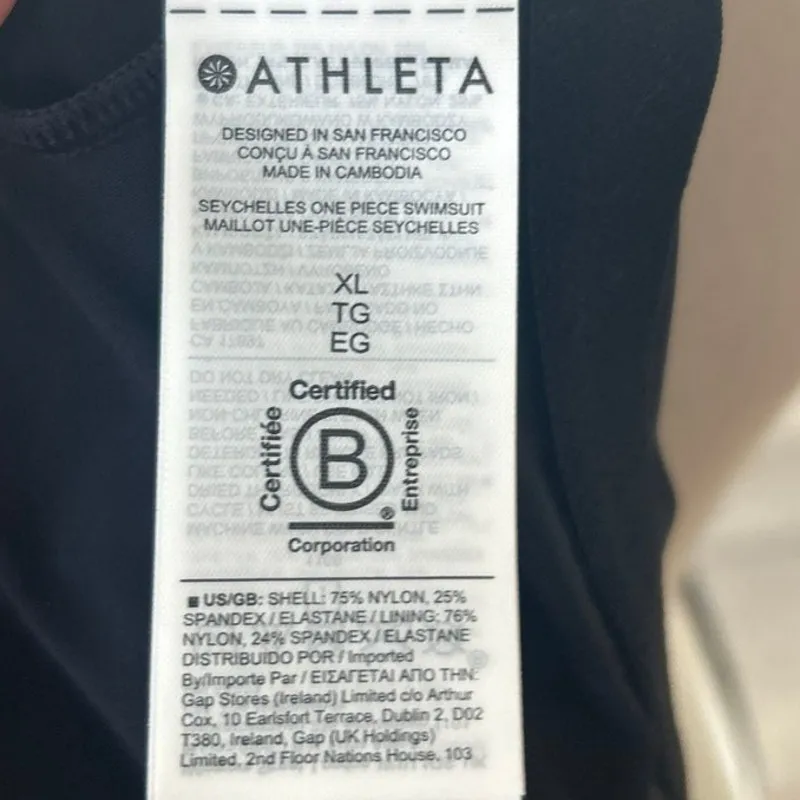 ATHLETA
DESIGNED IN SAN FRANCISCO
CONÇU À SAN FRANCISCO
MADE IN CAMBODIA
SEYCHELLES ONE PIECE SWIMSUIT
MAILLOT UNE-PIÈCE SEYCHELLES
XL
TG
EG
Certified
Certifiée
B
®
Entreprise
Corporation
US/GB: SHELL: 75% NYLON, 25%
SPANDEX / ELASTANE / LINING: 76%
NYLON, 24% SPANDEX / ELASTANE
DISTRIBUIDO POR / Imported
By/Importe Par / ΕΙΣΑΓΕΤΑΙ ΑΠΟ ΤΗΝ:
Gap Stores (Ireland) Limited c/o Arthur
Cox, 10 Earlsfort Terrace, Dublin 2, D02
T380, Ireland, Gap (UK Holdings)
Limited, 2nd Floor Nations House, 103